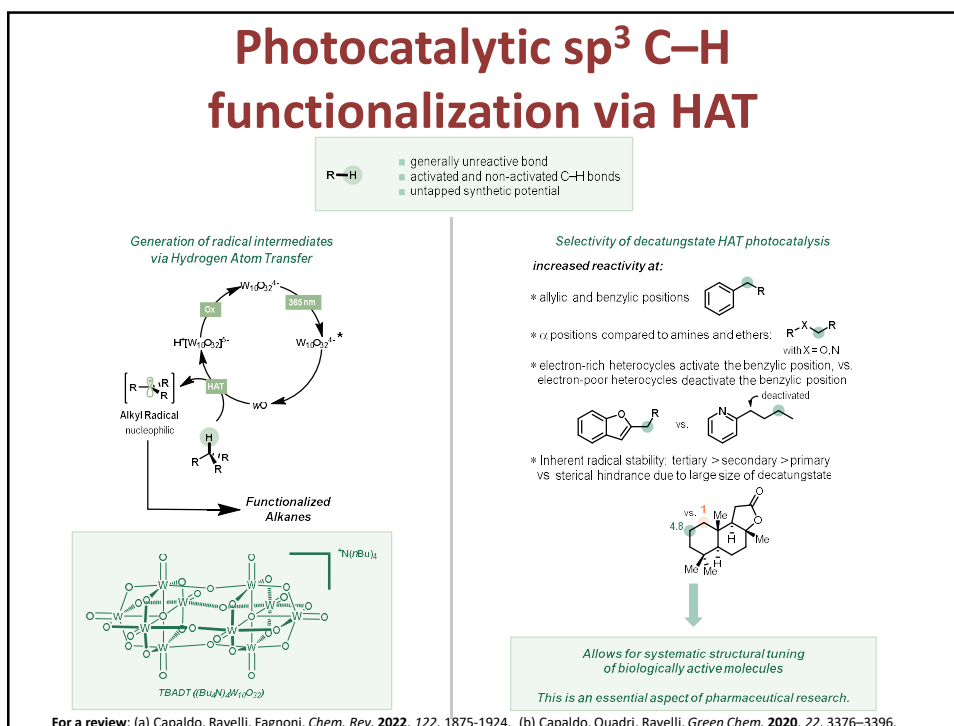 Photocatalytic sp³ C–H
functionalization via HAT
R–H
generally unreactive bond
activated and non-activated C–H bonds
untapped synthetic potential
Generation of radical intermediates
via Hydrogen Atom Transfer
W₁₀O₃₂⁴⁻
Ox
365 nm
H⁺[W₁₀O₃₂]⁵⁻
W₁₀O₃₂⁴⁻*
HAT
wO
R
R
R
Alkyl Radical
nucleophilic
H
R
R
R
Functionalized
Alkanes
⁺N(nBu)₄
TBADT ((Bu₄N)₄W₁₀O₃₂)
Selectivity of decatungstate HAT photocatalysis
increased reactivity at:
* allylic and benzylic positions
R
* α positions compared to amines and ethers:
R X R
with X = O,N
* electron-rich heterocycles activate the benzylic position, vs.
electron-poor heterocycles deactivate the benzylic position
deactivated
O R
vs.
N
* Inherent radical stability: tertiary > secondary > primary
vs sterical hindrance due to large size of decatungstate
O
vs. 1
4.8
Me
O
H
Me
H
Me
Me
Allows for systematic structural tuning
of biologically active molecules
This is an essential aspect of pharmaceutical research.
For a review: (a) Capaldo, Ravelli, Fagnoni, Chem. Rev. 2022, 122, 1875-1924. (b) Capaldo, Quadri, Ravelli, Green Chem. 2020, 22, 3376–3396.